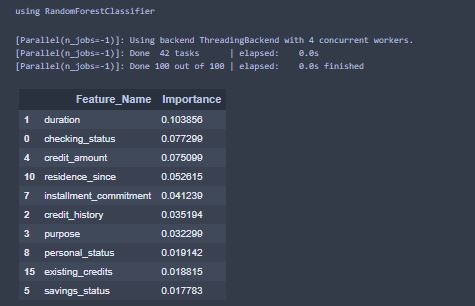 using RandomForestClassifier
[Parallel(n_jobs=-1)]: Using backend ThreadingBackend with 4 concurrent workers.
[Parallel(n_jobs=-1)]: Done  42 tasks      | elapsed:    0.0s
[Parallel(n_jobs=-1)]: Done 100 out of 100 | elapsed:    0.0s finished
Feature_Name Importance
1 duration 0.103856
0 checking_status 0.077299
4 credit_amount 0.075099
10 residence_since 0.052615
7 installment_commitment 0.041239
2 credit_history 0.035194
3 purpose 0.032299
8 personal_status 0.019142
15 existing_credits 0.018815
5 savings_status 0.017783